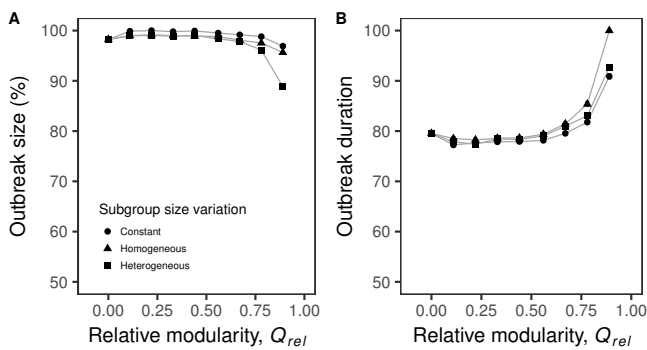 A
Outbreak size (%)
100
90
80
70
60
50
Subgroup size variation
Constant
Homogeneous
Heterogeneous
0.00 0.25 0.50 0.75 1.00
Relative modularity, Q rel
B
Outbreak duration
100
90
80
70
60
50
0.00 0.25 0.50 0.75 1.00
Relative modularity, Q rel